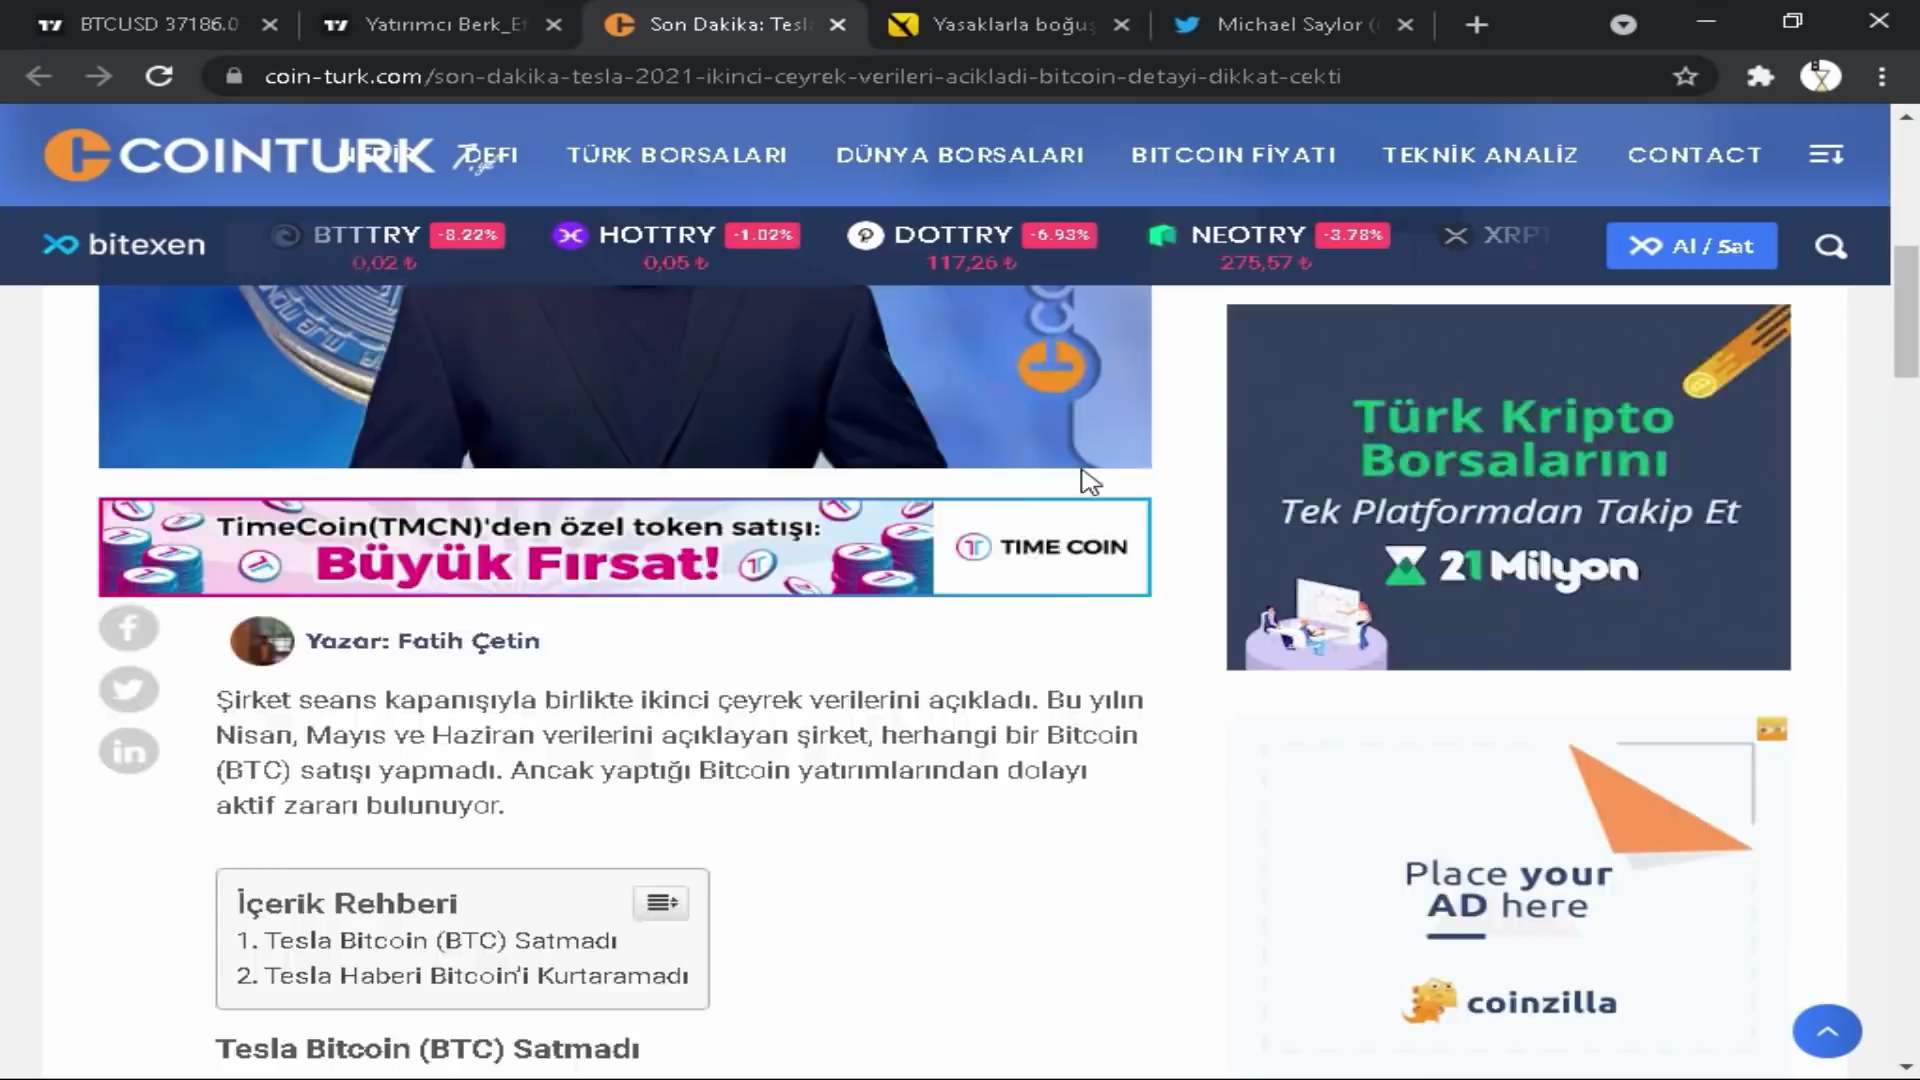 BTCUSD 37186.0
Yatırımcı Berk_E
Son Dakika: Tesl
Yasaklarla boğuş
Michael Saylor (
coin-turk.com/son-dakika-tesla-2021-ikinci-ceyrek-verileri-acikladi-bitcoin-detayi-dikkat-cekti
COINTURK
DEFI
TÜRK BORSALARI
DÜNYA BORSALARI
BITCOIN FİYATI
TEKNİK ANALİZ
CONTACT
bitexen
BTTTRY -8.22%
0,02 ₺
HOTTRY -1.02%
0,05 ₺
DOTTRY -6.93%
117,26 ₺
NEOTRY -3.78%
275,57 ₺
XRPT
Al / Sat
Türk Kripto
Borsalarını
Tek Platformdan Takip Et
21 Milyon
TimeCoin(TMCN)'den özel token satışı:
Büyük Fırsat!
TIME COIN
Yazar: Fatih Çetin
Şirket seans kapanışıyla birlikte ikinci çeyrek verilerini açıkladı. Bu yılın
Nisan, Mayıs ve Haziran verilerini açıklayan şirket, herhangi bir Bitcoin
(BTC) satışı yapmadı. Ancak yaptığı Bitcoin yatırımlarından dolayı
aktif zararı bulunuyor.
İçerik Rehberi
1. Tesla Bitcoin (BTC) Satmadı
2. Tesla Haberi Bitcoin'i Kurtaramadı
Tesla Bitcoin (BTC) Satmadı
Place your
AD here
coinzilla